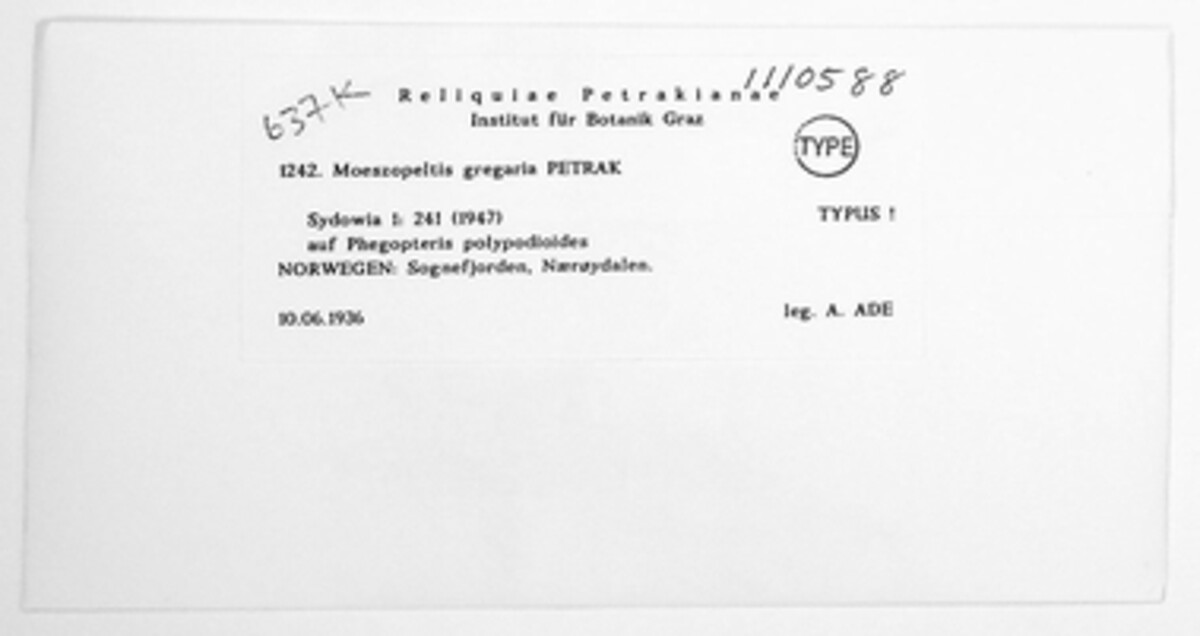 637K Reliquiae Petrakianae 1110588
Institut für Botanik Graz
TYPE
1242. Moeszopeltis gregaria PETRAK
Sydowia 1: 241 (1947) TYPUS !
auf Phegopteris polypodioides
NORWEGEN: Sognefjorden, Nærøydalen.
10.06.1936 leg. A. ADE